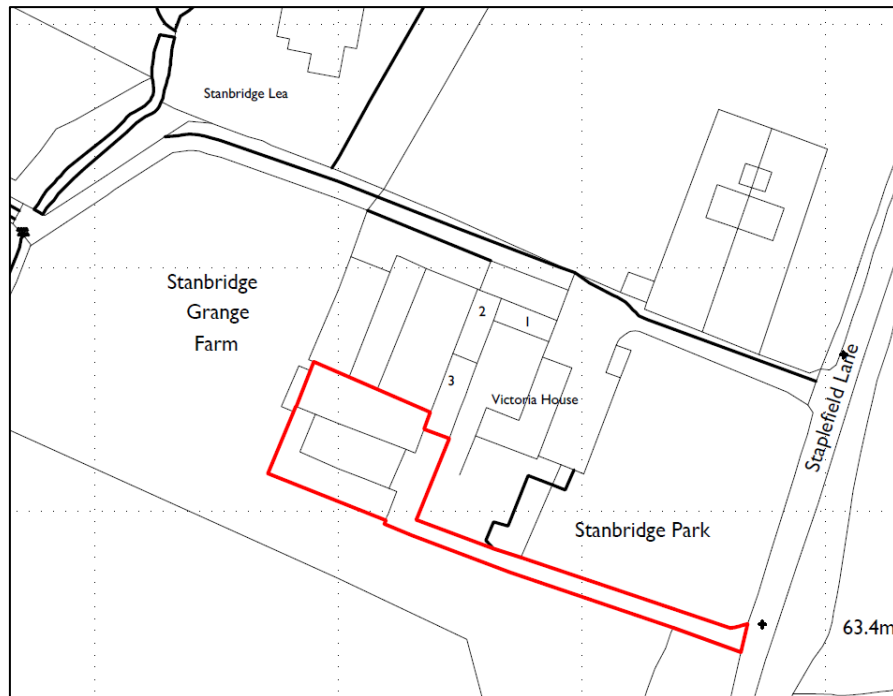 Stanbridge Lea
Stanbridge
Grange
Farm
2
1
3
Victoria House
Staplefield Lane
Stanbridge Park
63.4m